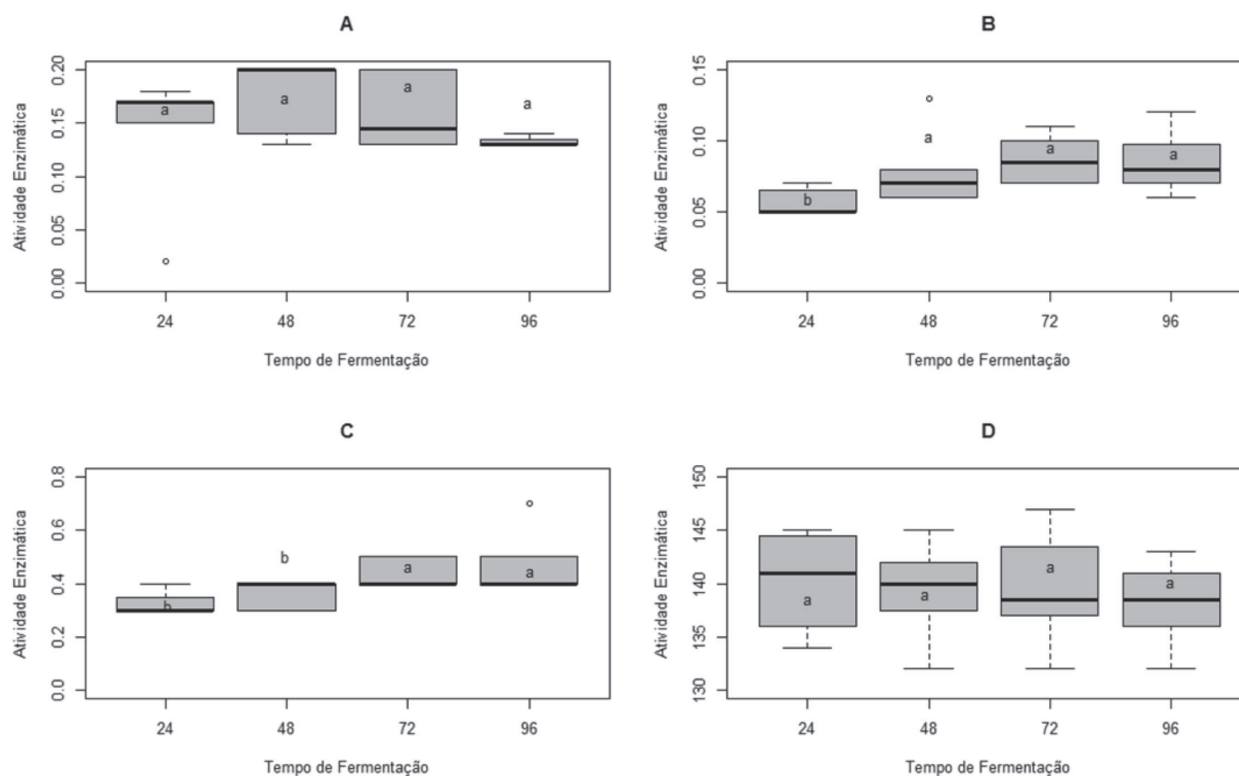 A
Atividade Enzimática
0.00 0.05 0.10 0.15 0.20
a a a a
24 48 72 96
Tempo de Fermentação
B
Atividade Enzimática
0.00 0.05 0.10 0.15
b a a a
24 48 72 96
Tempo de Fermentação
C
Atividade Enzimática
0.0 0.2 0.4 0.6 0.8
b b a a
24 48 72 96
Tempo de Fermentação
D
Atividade Enzimática
130 135 140 145 150
a a a a
24 48 72 96
Tempo de Fermentação